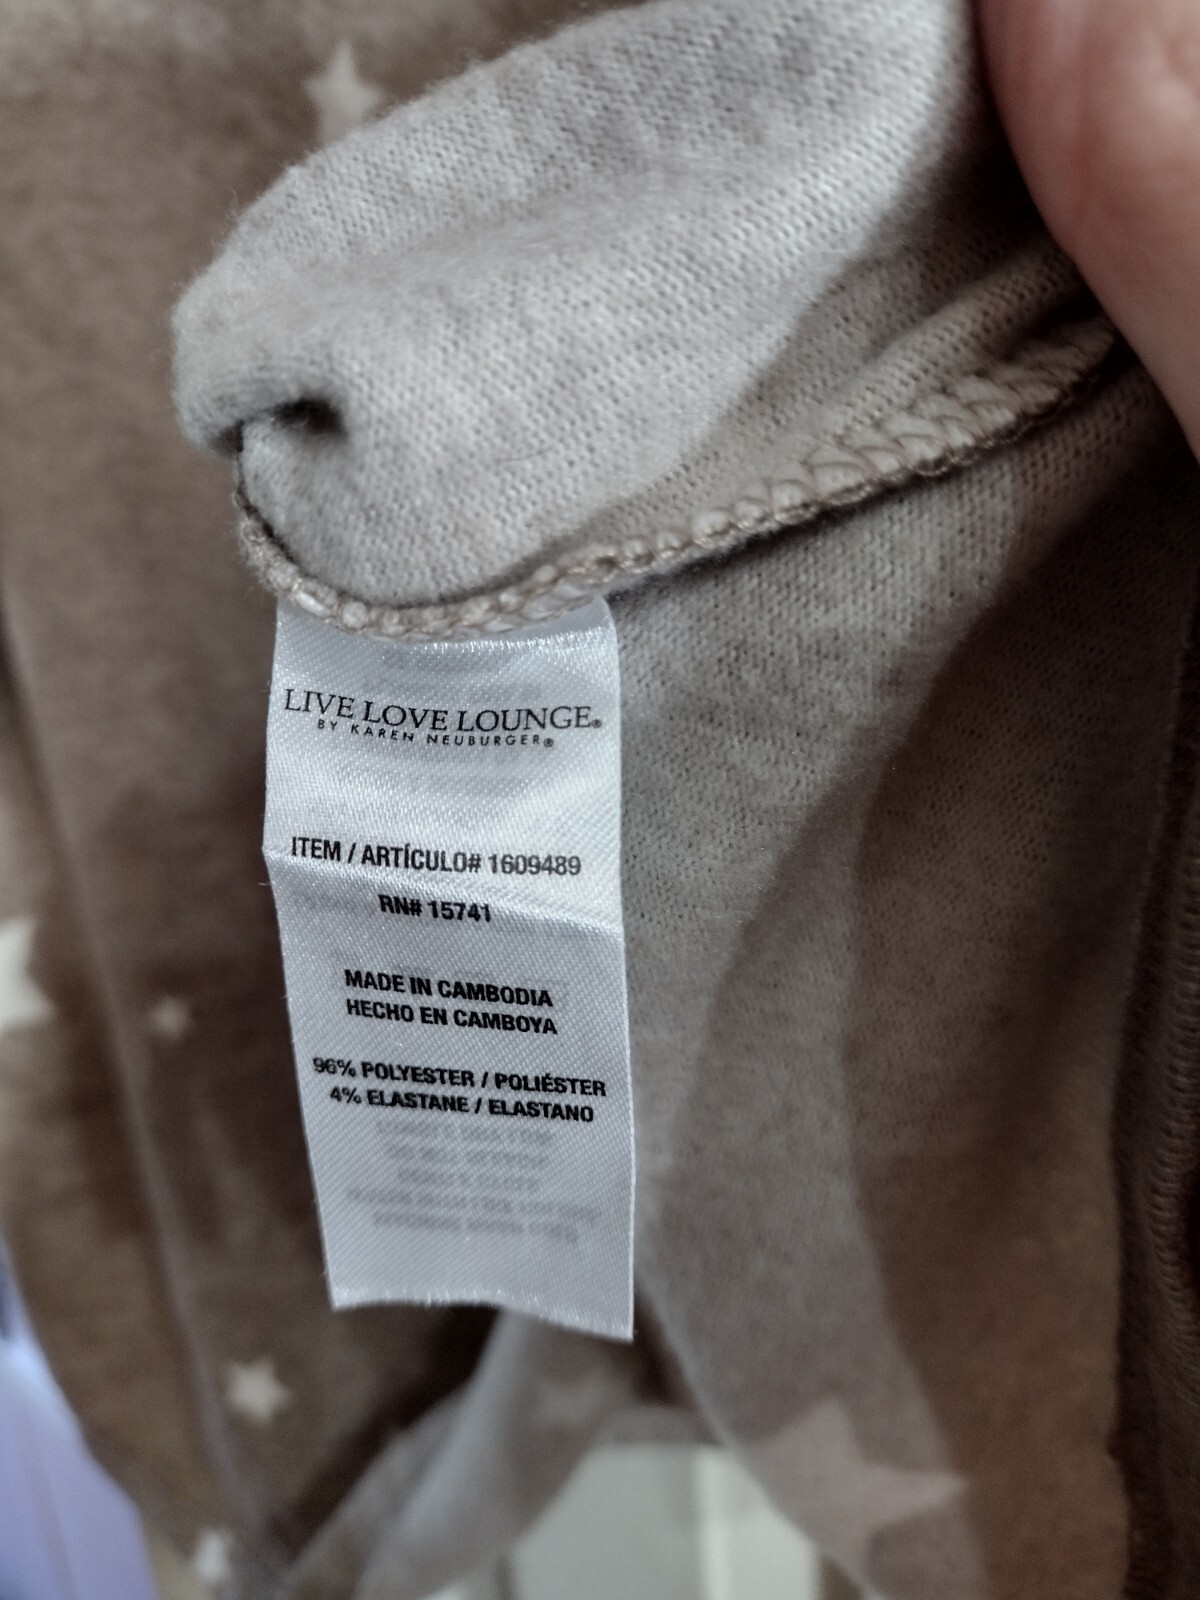 LIVE LOVE LOUNGE®
BY KAREN NEUBURGER®
ITEM / ARTÍCULO# 1609489
RN# 15741
MADE IN CAMBODIA
HECHO EN CAMBOYA
96% POLYESTER / POLIÉSTER
4% ELASTANE / ELASTANO